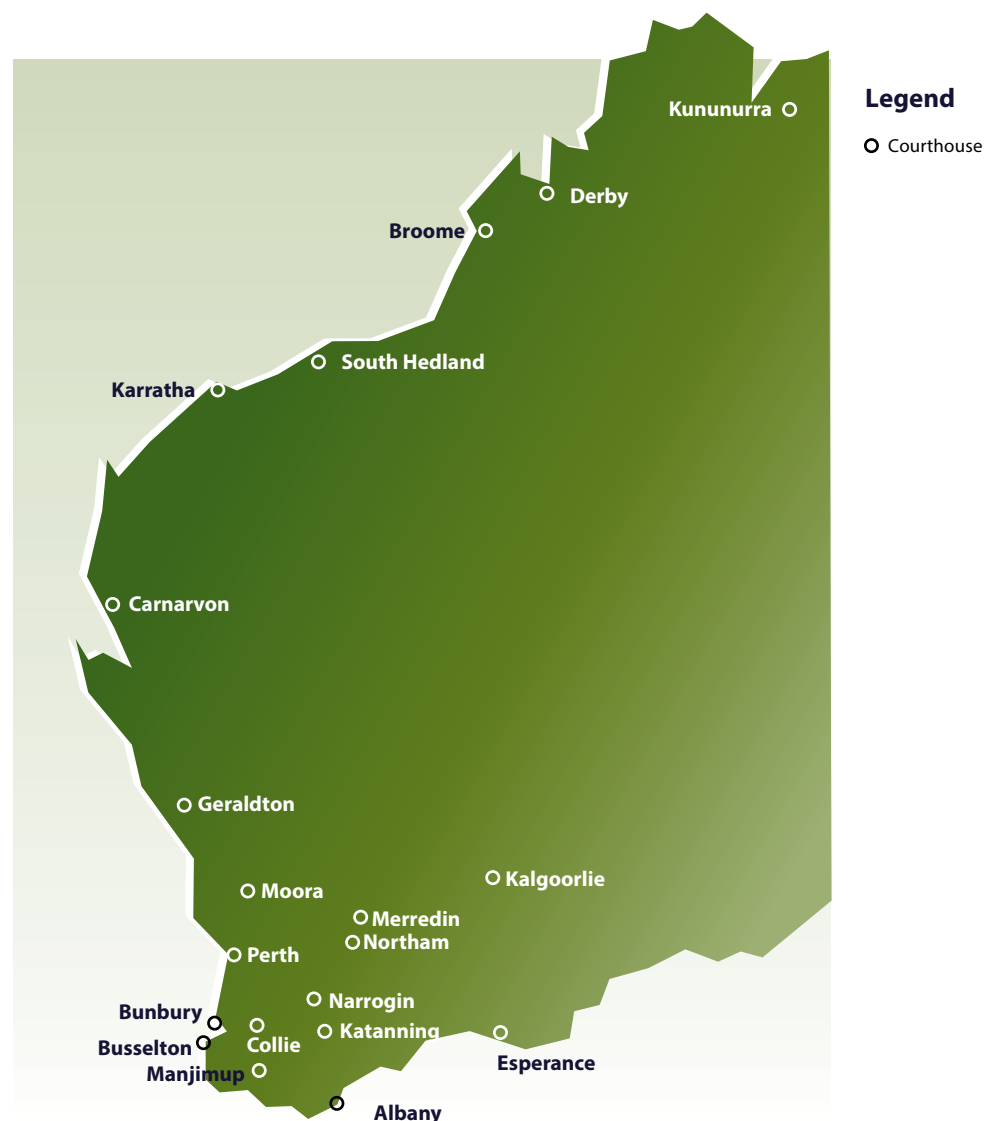 Legend
Kununurra
Courthouse
Derby
Broome
South Hedland
Karratha
Carnarvon
Geraldton
Kalgoorlie
Moora
Merredin
Northam
Perth
Narrogin
Bunbury
Katanning
Collie
Busselton
Esperance
Manjimup
Albany